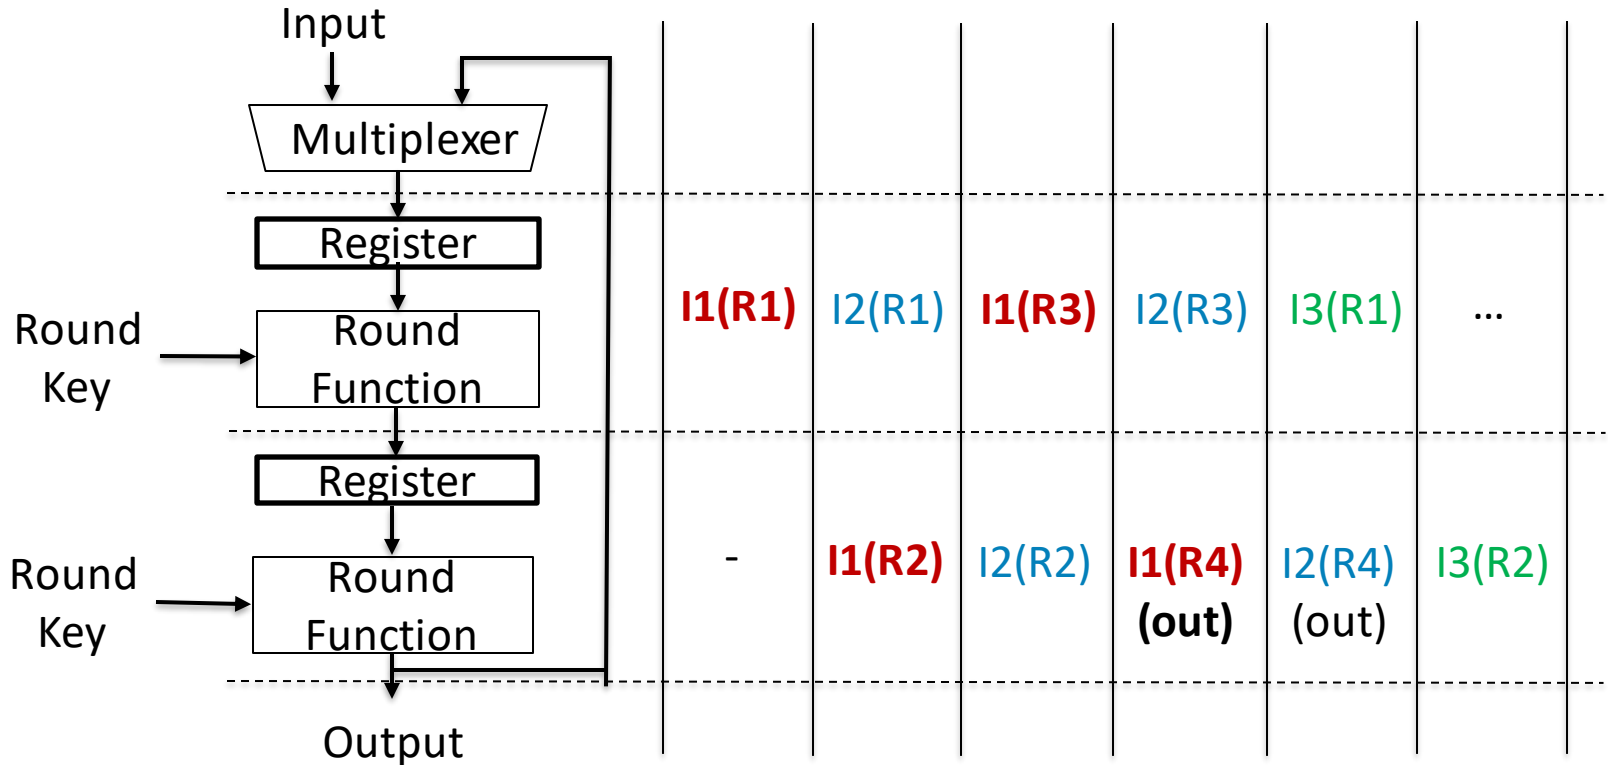 Input
Multiplexer
Register
Round
Key
Round
Function
Register
Round
Key
Round
Function
Output
I1(R1) I2(R1) I1(R3) I2(R3) I3(R1) ...
- I1(R2) I2(R2) I1(R4) I2(R4) I3(R2)
(out) (out)